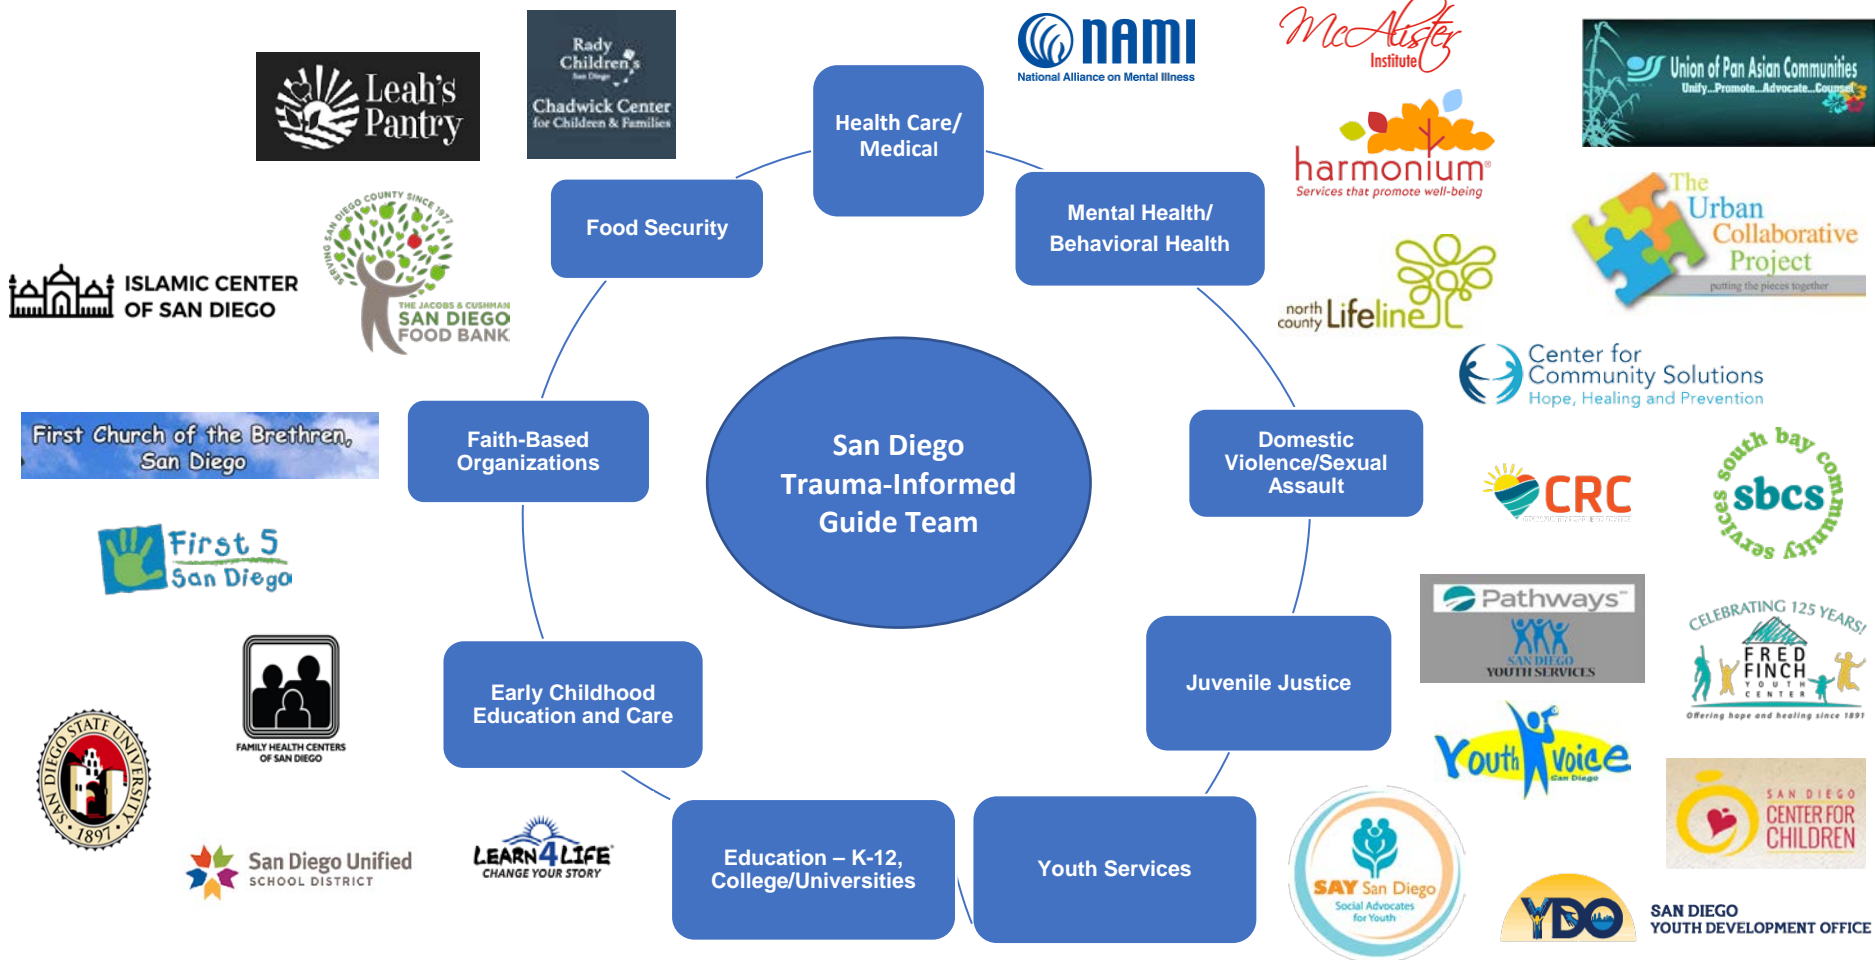 Leah's
Pantry
Rady
Children's
San Diego
Chadwick Center
for Children & Families
Health Care/
Medical
NAMI
National Alliance on Mental Illness
McAlister
Institute
Union of Pan Asian Communities
Unify...Promote...Advocate...Counsel
harmonium®
Services that promote well-being
The
Urban
Collaborative
Project
putting the pieces together
Food Security
Mental Health/
Behavioral Health
ISLAMIC CENTER
OF SAN DIEGO
SERVING SAN DIEGO COUNTY SINCE 1977
THE JACOBS & CUSHMAN
SAN DIEGO
FOOD BANK
north
county Lifeline
Center for
Community Solutions
Hope, Healing and Prevention
First Church of the Brethren,
San Diego
Faith-Based
Organizations
San Diego
Trauma-Informed
Guide Team
Domestic
Violence/Sexual
Assault
CRC
south bay community services
sbcs
First 5
San Diego
Pathways
SAN DIEGO
YOUTH SERVICES
CELEBRATING 125 YEARS!
FRED
FINCH
YOUTH
CENTER
Offering hope and healing since 1891
FAMILY HEALTH CENTERS
OF SAN DIEGO
Early Childhood
Education and Care
Juvenile Justice
Youth Voice
San Diego
SAN DIEGO STATE UNIVERSITY
1897
San Diego Unified
SCHOOL DISTRICT
LEARN4LIFE
CHANGE YOUR STORY
Education – K-12,
College/Universities
Youth Services
SAY San Diego
Social Advocates
for Youth
SAN DIEGO
CENTER FOR
CHILDREN
YDO
SAN DIEGO
YOUTH DEVELOPMENT OFFICE